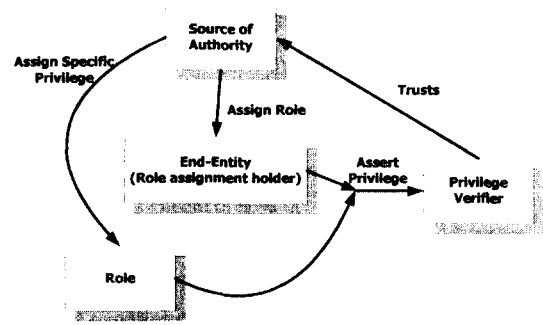 Source of
Authority
Assign Specific
Privilege
Trusts
Assign Role
End-Entity
(Role assignment holder)
Assert
Privilege
Privilege
Verifier
Role